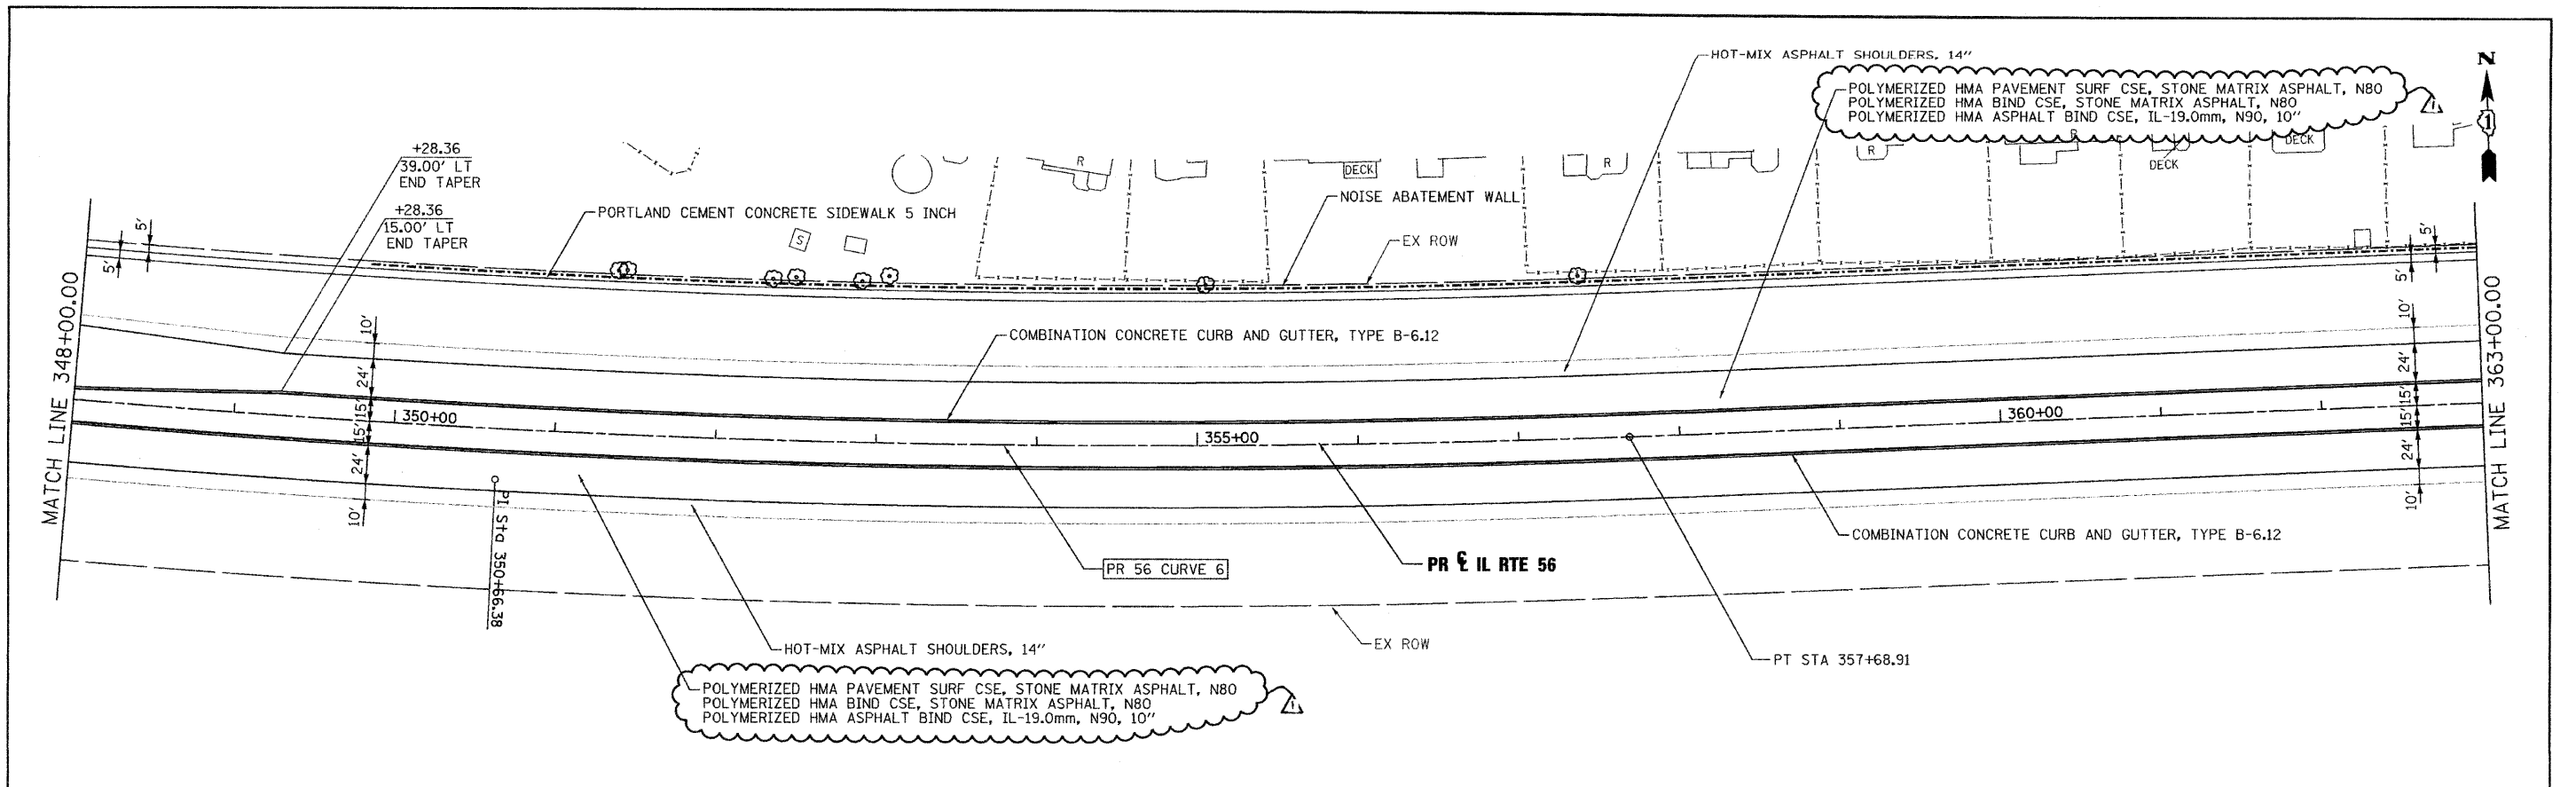 HOT-MIX ASPHALT SHOULDERS, 14"
POLYMERIZED HMA PAVEMENT SURF CSE, STONE MATRIX ASPHALT, N80
POLYMERIZED HMA BIND CSE, STONE MATRIX ASPHALT, N80
POLYMERIZED HMA ASPHALT BIND CSE, IL-19.0mm, N90, 10"
1
N
1
+28.36
39.00' LT
END TAPER
+28.36
15.00' LT
END TAPER
PORTLAND CEMENT CONCRETE SIDEWALK 5 INCH
S
R
DECK
R
R
R
DECK
DECK
NOISE ABATEMENT WALL
EX ROW
5'
5'
5'
5'
MATCH LINE 348+00.00
MATCH LINE 363+00.00
COMBINATION CONCRETE CURB AND GUTTER, TYPE B-6.12
10'
24'
15'
15'
24'
10'
10'
24'
15'
15'
24'
10'
350+00
355+00
360+00
PI Sta 350+66.38
PR 56 CURVE 6
PR ℄ IL RTE 56
COMBINATION CONCRETE CURB AND GUTTER, TYPE B-6.12
HOT-MIX ASPHALT SHOULDERS, 14"
EX ROW
PT STA 357+68.91
POLYMERIZED HMA PAVEMENT SURF CSE, STONE MATRIX ASPHALT, N80
POLYMERIZED HMA BIND CSE, STONE MATRIX ASPHALT, N80
POLYMERIZED HMA ASPHALT BIND CSE, IL-19.0mm, N90, 10"
1